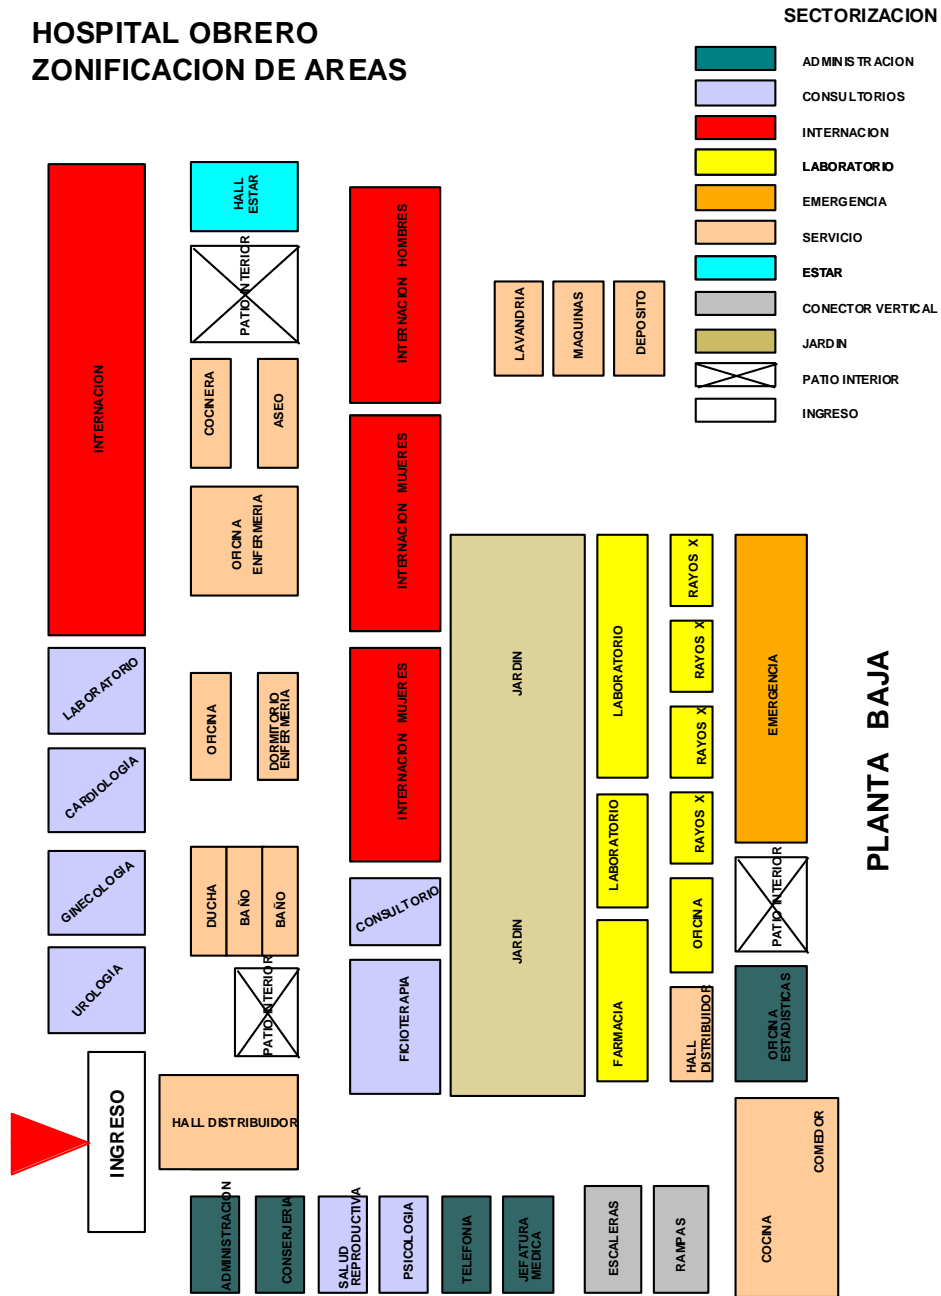 HOSPITAL OBRERO
ZONIFICACION DE AREAS
SECTORIZACION
ADMINISTRACION
CONSULTORIOS
INTERNACION
LABORATORIO
EMERGENCIA
SERVICIO
ESTAR
CONECTOR VERTICAL
JARDIN
PATIO INTERIOR
INGRESO
INTERNACION
HALL
ESTAR
PATIO INTERIOR
COCINERA
ASEO
OFICINA
ENFERMERIA
INTERNACION HOMBRES
INTERNACION MUJERES
INTERNACION MUJERES
LAVANDRIA
MAQUINAS
DEPOSITO
LABORATORIO
CARDIOLOGIA
GINECOLOGIA
UROLOGIA
OFICINA
DORMITORIO
ENFERMERIA
DUCHA
BAÑO
BAÑO
PATIO INTERIOR
CONSULTORIO
FICIOTERAPIA
JARDIN
JARDIN
LABORATORIO
LABORATORIO
FARMACIA
RAYOS X
RAYOS X
RAYOS X
RAYOS X
OFICINA
HALL
DISTRIBUIDOR
EMERGENCIA
PATIO INTERIOR
OFICINA
ESTADISTICAS
PLANTA BAJA
INGRESO
HALL DISTRIBUIDOR
ADMINISTRACION
CONSERJERIA
SALUD
REPRODUCTIVA
PSICOLOGIA
TELEFONIA
JEFATURA
MEDICA
ESCALERAS
RAMPAS
COCINA
COMEDOR